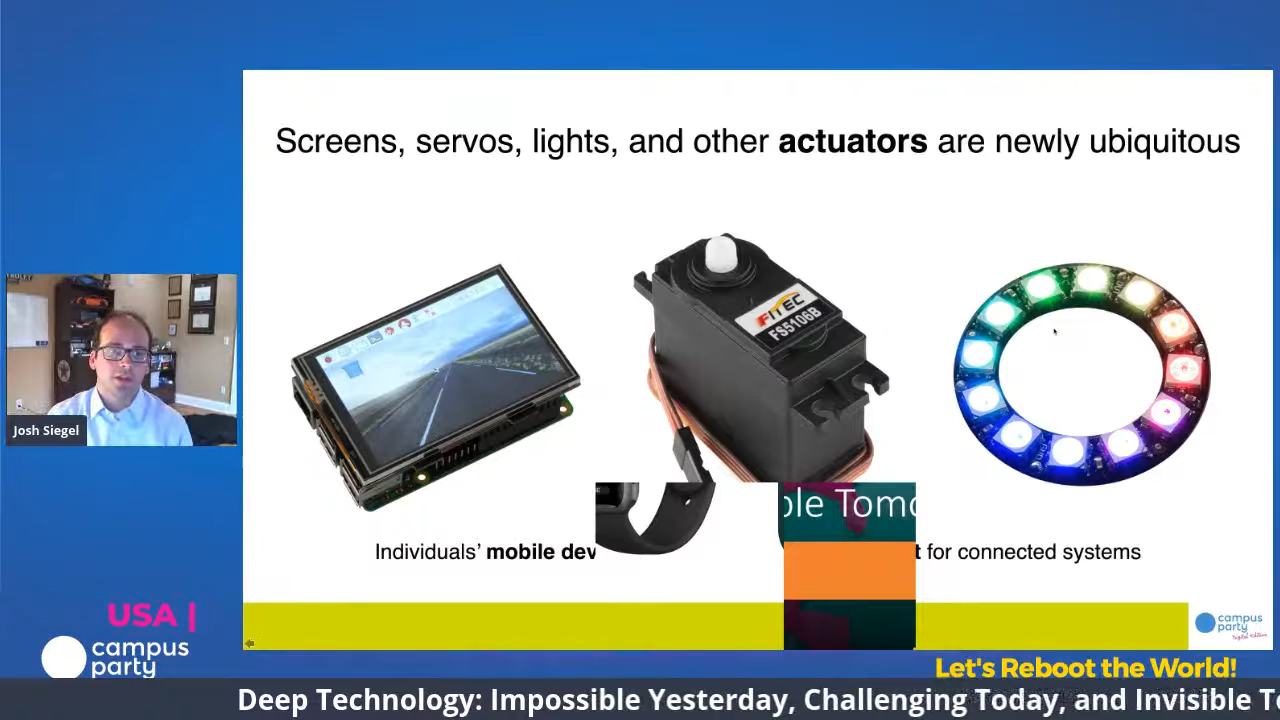 Screens, servos, lights, and other actuators are newly ubiquitous
FITEC
FS5106B
Josh Siegel
ble Tomo
Individuals’ mobile dev
t for connected systems
USA |
campus
party
campus
party
Digital Edition
Let's Reboot the World!
Deep Technology: Impossible Yesterday, Challenging Today, and Invisible To